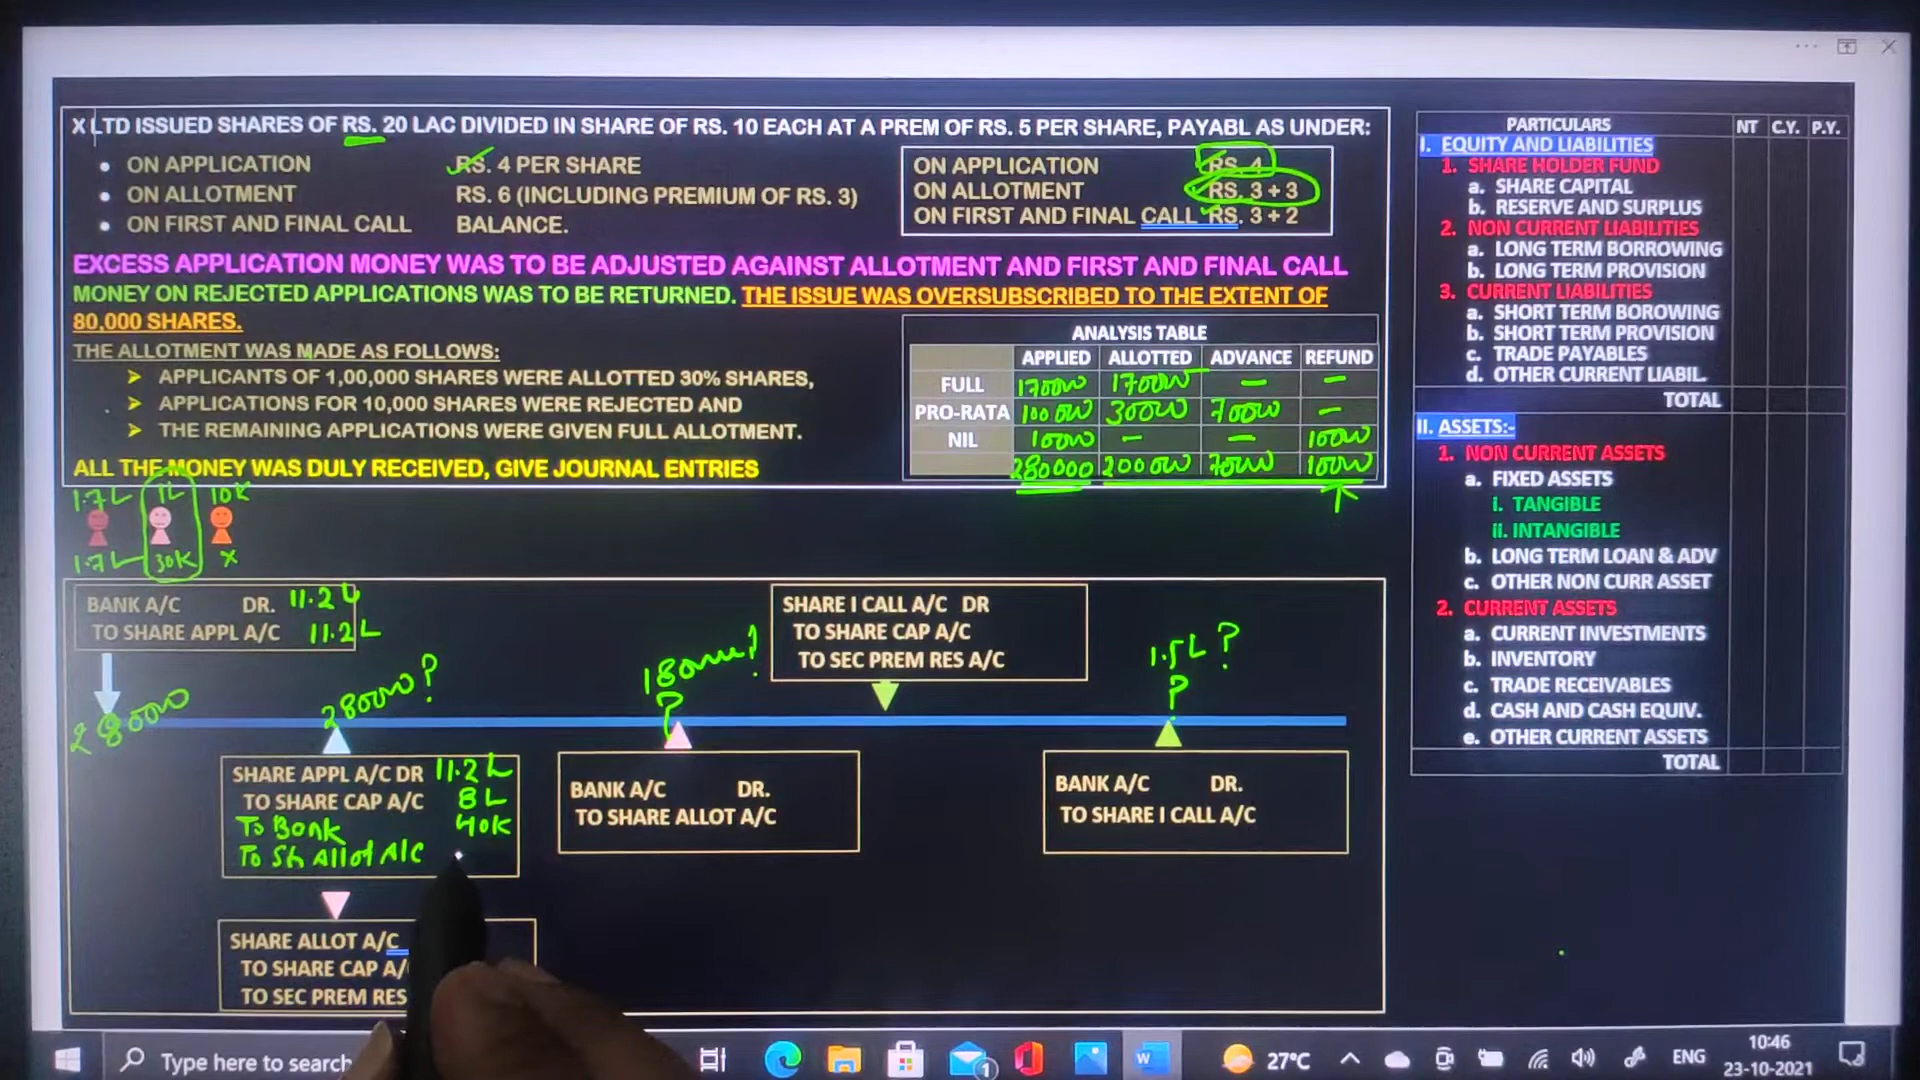 X LTD ISSUED SHARES OF RS. 20 LAC DIVIDED IN SHARE OF RS. 10 EACH AT A PREM OF RS. 5 PER SHARE, PAYABL AS UNDER:
• ON APPLICATION RS. 4 PER SHARE
• ON ALLOTMENT RS. 6 (INCLUDING PREMIUM OF RS. 3)
• ON FIRST AND FINAL CALL BALANCE.
ON APPLICATION RS. 4
ON ALLOTMENT RS. 3 + 3
ON FIRST AND FINAL CALL RS. 3 + 2
EXCESS APPLICATION MONEY WAS TO BE ADJUSTED AGAINST ALLOTMENT AND FIRST AND FINAL CALL
MONEY ON REJECTED APPLICATIONS WAS TO BE RETURNED. THE ISSUE WAS OVERSUBSCRIBED TO THE EXTENT OF
80,000 SHARES.
THE ALLOTMENT WAS MADE AS FOLLOWS:
➤ APPLICANTS OF 1,00,000 SHARES WERE ALLOTTED 30% SHARES,
➤ APPLICATIONS FOR 10,000 SHARES WERE REJECTED AND
➤ THE REMAINING APPLICATIONS WERE GIVEN FULL ALLOTMENT.
ALL THE MONEY WAS DULY RECEIVED, GIVE JOURNAL ENTRIES
ANALYSIS TABLE
APPLIED ALLOTTED ADVANCE REFUND
FULL 170000 170000 - -
PRO-RATA 100000 30000 70000 -
NIL 10000 - - 10000
280000 200000 70000 10000
1.7L 1L 10K
1.7L 30K X
BANK A/C DR. 11.2 L
TO SHARE APPL A/C 11.2 L
280000
280000?
SHARE APPL A/C DR 11.2 L
TO SHARE CAP A/C 8 L
To Bank 40K
To Sh Allot A/C
SHARE ALLOT A/C
TO SHARE CAP A/
TO SEC PREM RES
?
BANK A/C DR.
TO SHARE ALLOT A/C
SHARE I CALL A/C DR
TO SHARE CAP A/C
TO SEC PREM RES A/C
1.5L ?
?
BANK A/C DR.
TO SHARE I CALL A/C
PARTICULARS NT C.Y. P.Y.
I. EQUITY AND LIABILITIES
1. SHARE HOLDER FUND
a. SHARE CAPITAL
b. RESERVE AND SURPLUS
2. NON CURRENT LIABILITIES
a. LONG TERM BORROWING
b. LONG TERM PROVISION
3. CURRENT LIABILITIES
a. SHORT TERM BOROWING
b. SHORT TERM PROVISION
c. TRADE PAYABLES
d. OTHER CURRENT LIABIL.
TOTAL
II. ASSETS:-
1. NON CURRENT ASSETS
a. FIXED ASSETS
i. TANGIBLE
ii. INTANGIBLE
b. LONG TERM LOAN & ADV
c. OTHER NON CURR ASSET
2. CURRENT ASSETS
a. CURRENT INVESTMENTS
b. INVENTORY
c. TRADE RECEIVABLES
d. CASH AND CASH EQUIV.
e. OTHER CURRENT ASSETS
TOTAL
Type here to search
1
W
27°C
ENG
10:46
23-10-2021